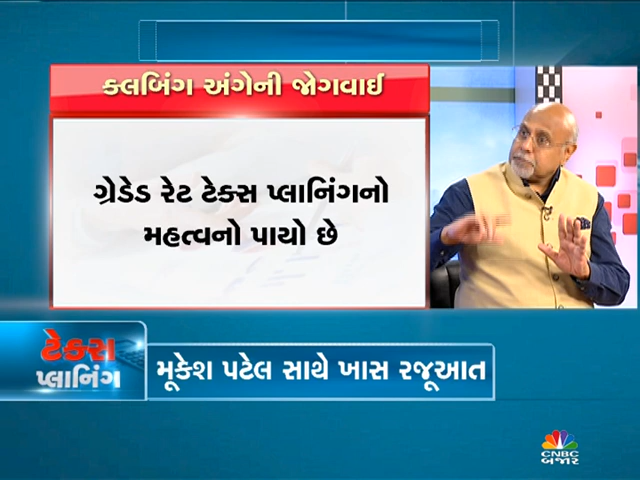 ક્લબિંગ અંગેની જોગવાઈ
ગ્રેડેડ રેટ ટેક્સ પ્લાનિંગનો
મહત્વનો પાયો છે
ટેક્સ
પ્લાનિંગ
મૂકેશ પટેલ સાથે ખાસ રજૂઆત
CNBC
બજાર